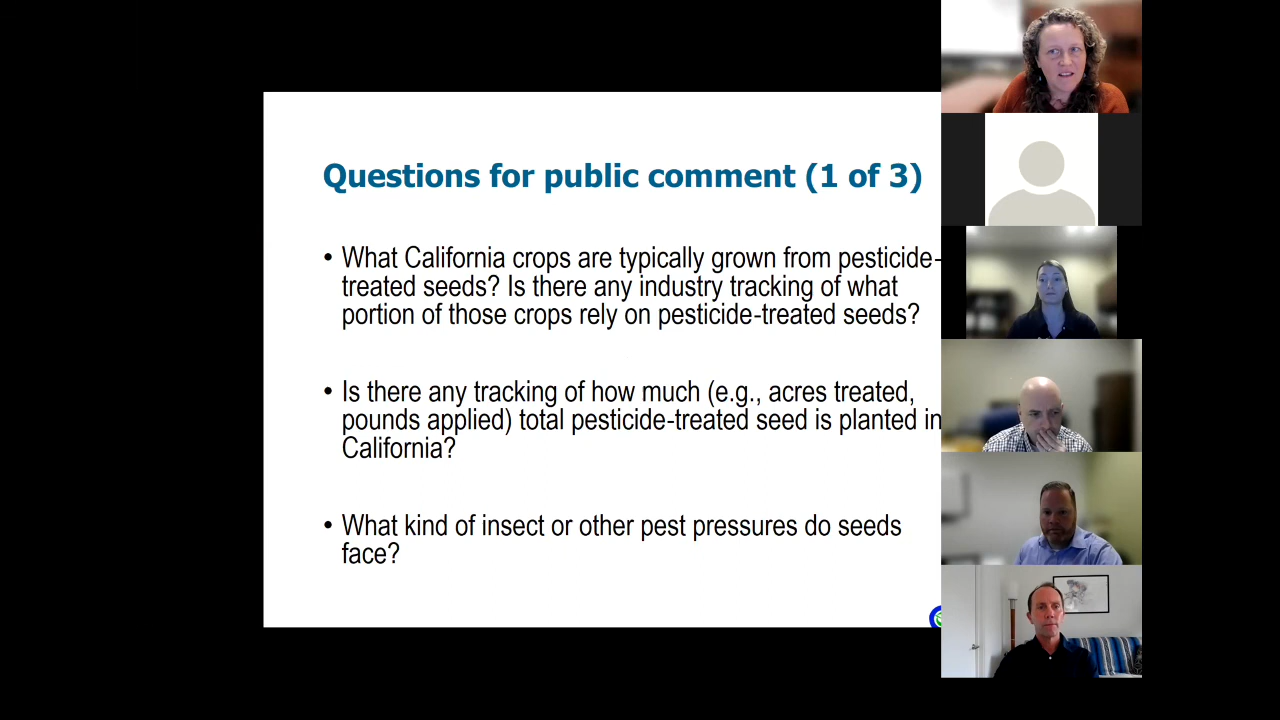 Questions for public comment (1 of 3)
• What California crops are typically grown from pesticide-
treated seeds? Is there any industry tracking of what
portion of those crops rely on pesticide-treated seeds?
• Is there any tracking of how much (e.g., acres treated,
pounds applied) total pesticide-treated seed is planted in
California?
• What kind of insect or other pest pressures do seeds
face?